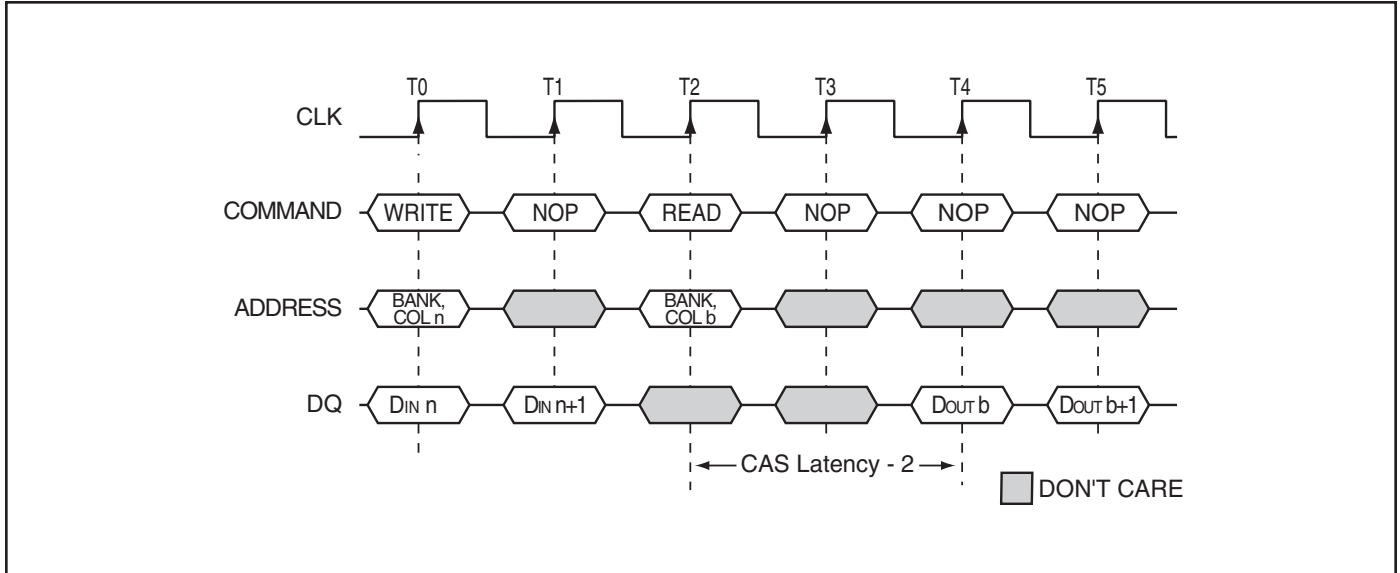 T0 T1 T2 T3 T4 T5
CLK
COMMAND WRITE NOP READ NOP NOP NOP
ADDRESS BANK, COL n BANK, COL b
DQ DIN n DIN n+1 DOUT b DOUT b+1
CAS Latency - 2
DON'T CARE